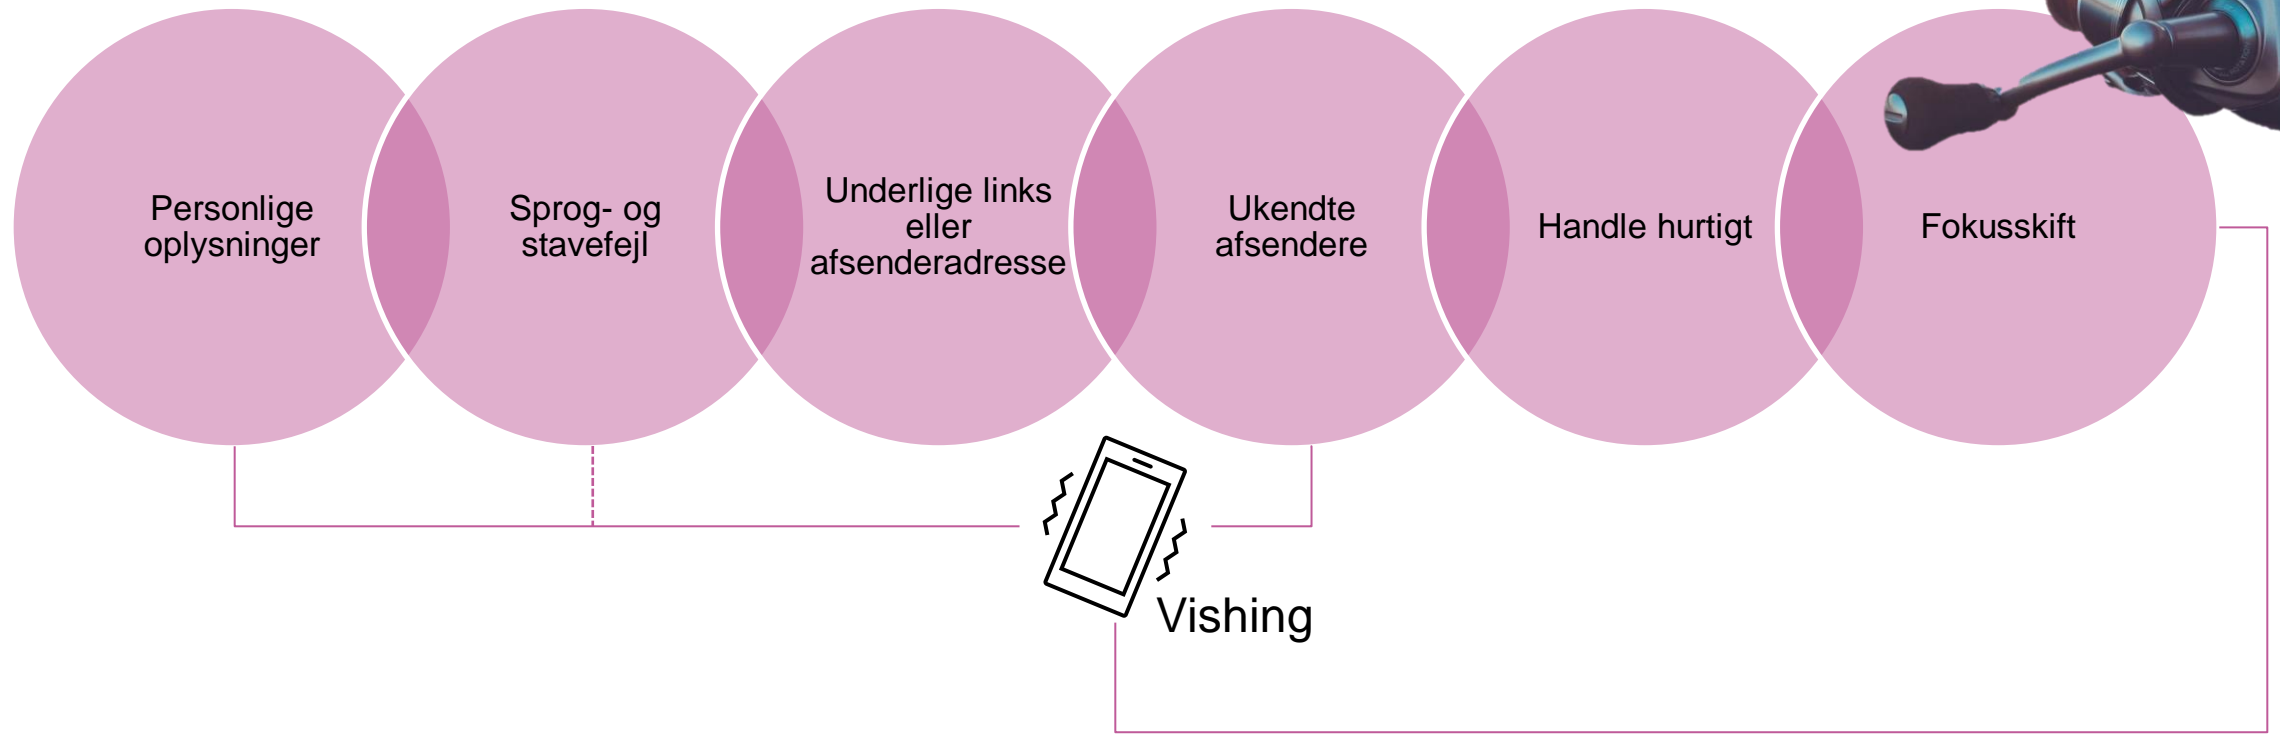 Personlige
oplysninger
Sprog- og
stavefejl
Underlige links
eller
afsenderadresse
Ukendte
afsendere
Handle hurtigt
Fokusskift
Vishing